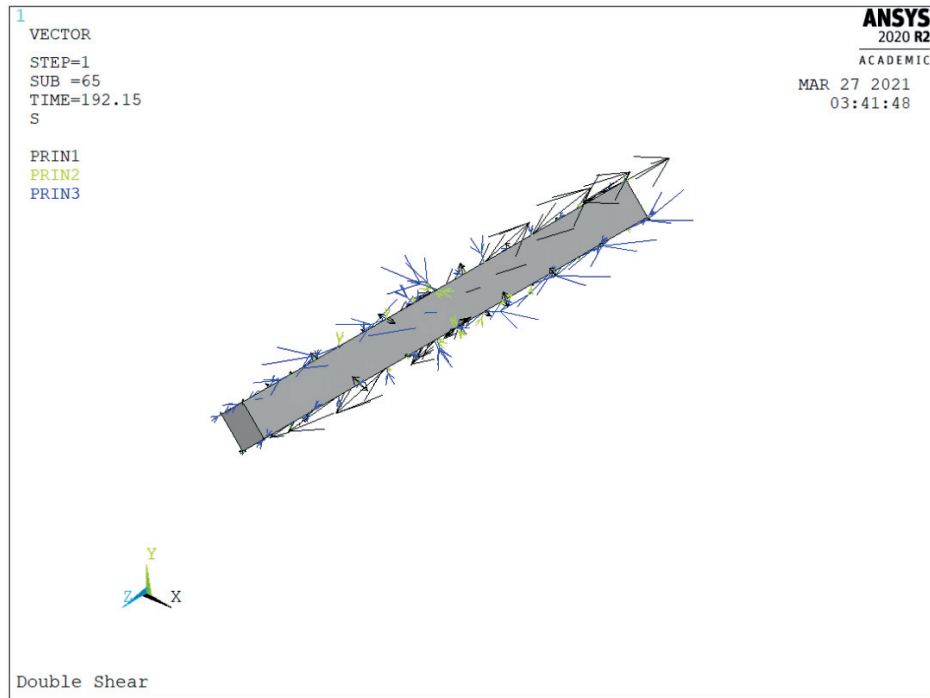 1
VECTOR
STEP=1
SUB =65
TIME=192.15
S
PRIN1
PRIN2
PRIN3
ANSYS
2020 R2
ACADEMIC
MAR 27 2021
03:41:48
Y
Z X
Double Shear